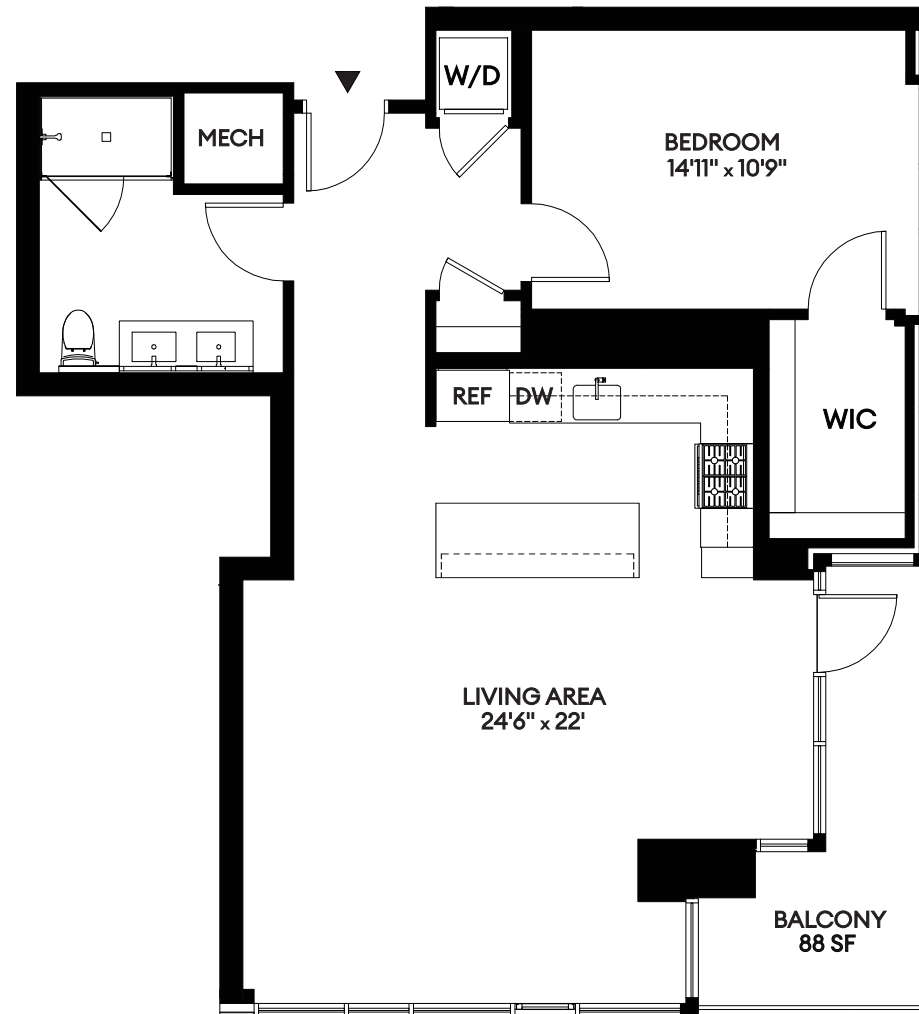 W/D
MECH
BEDROOM
14'11" x 10'9"
REF
DW
WIC
LIVING AREA
24'6" x 22'
BALCONY
88 SF